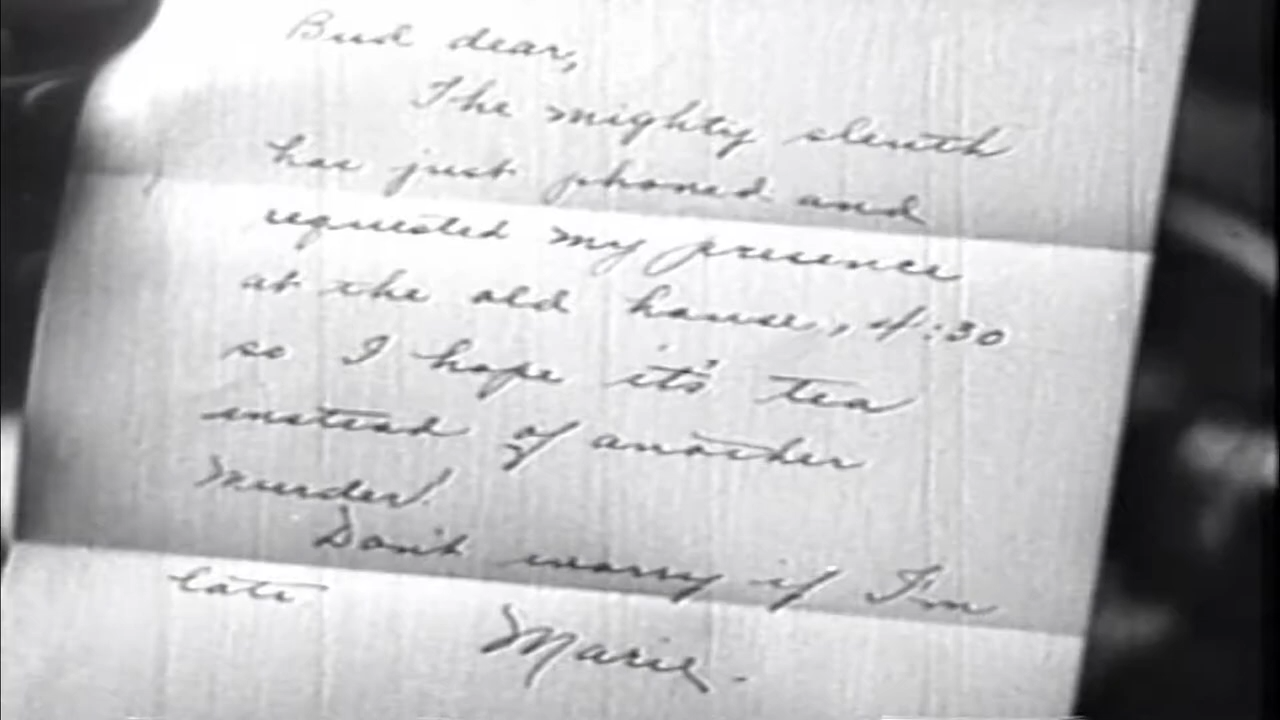 Bud dear,
The mighty sleuth
has just phoned and
requested my presence
at the old house, 4:30
so I hope it's tea
instead of another
Murder!
Don't worry if I'm
late
Marie.